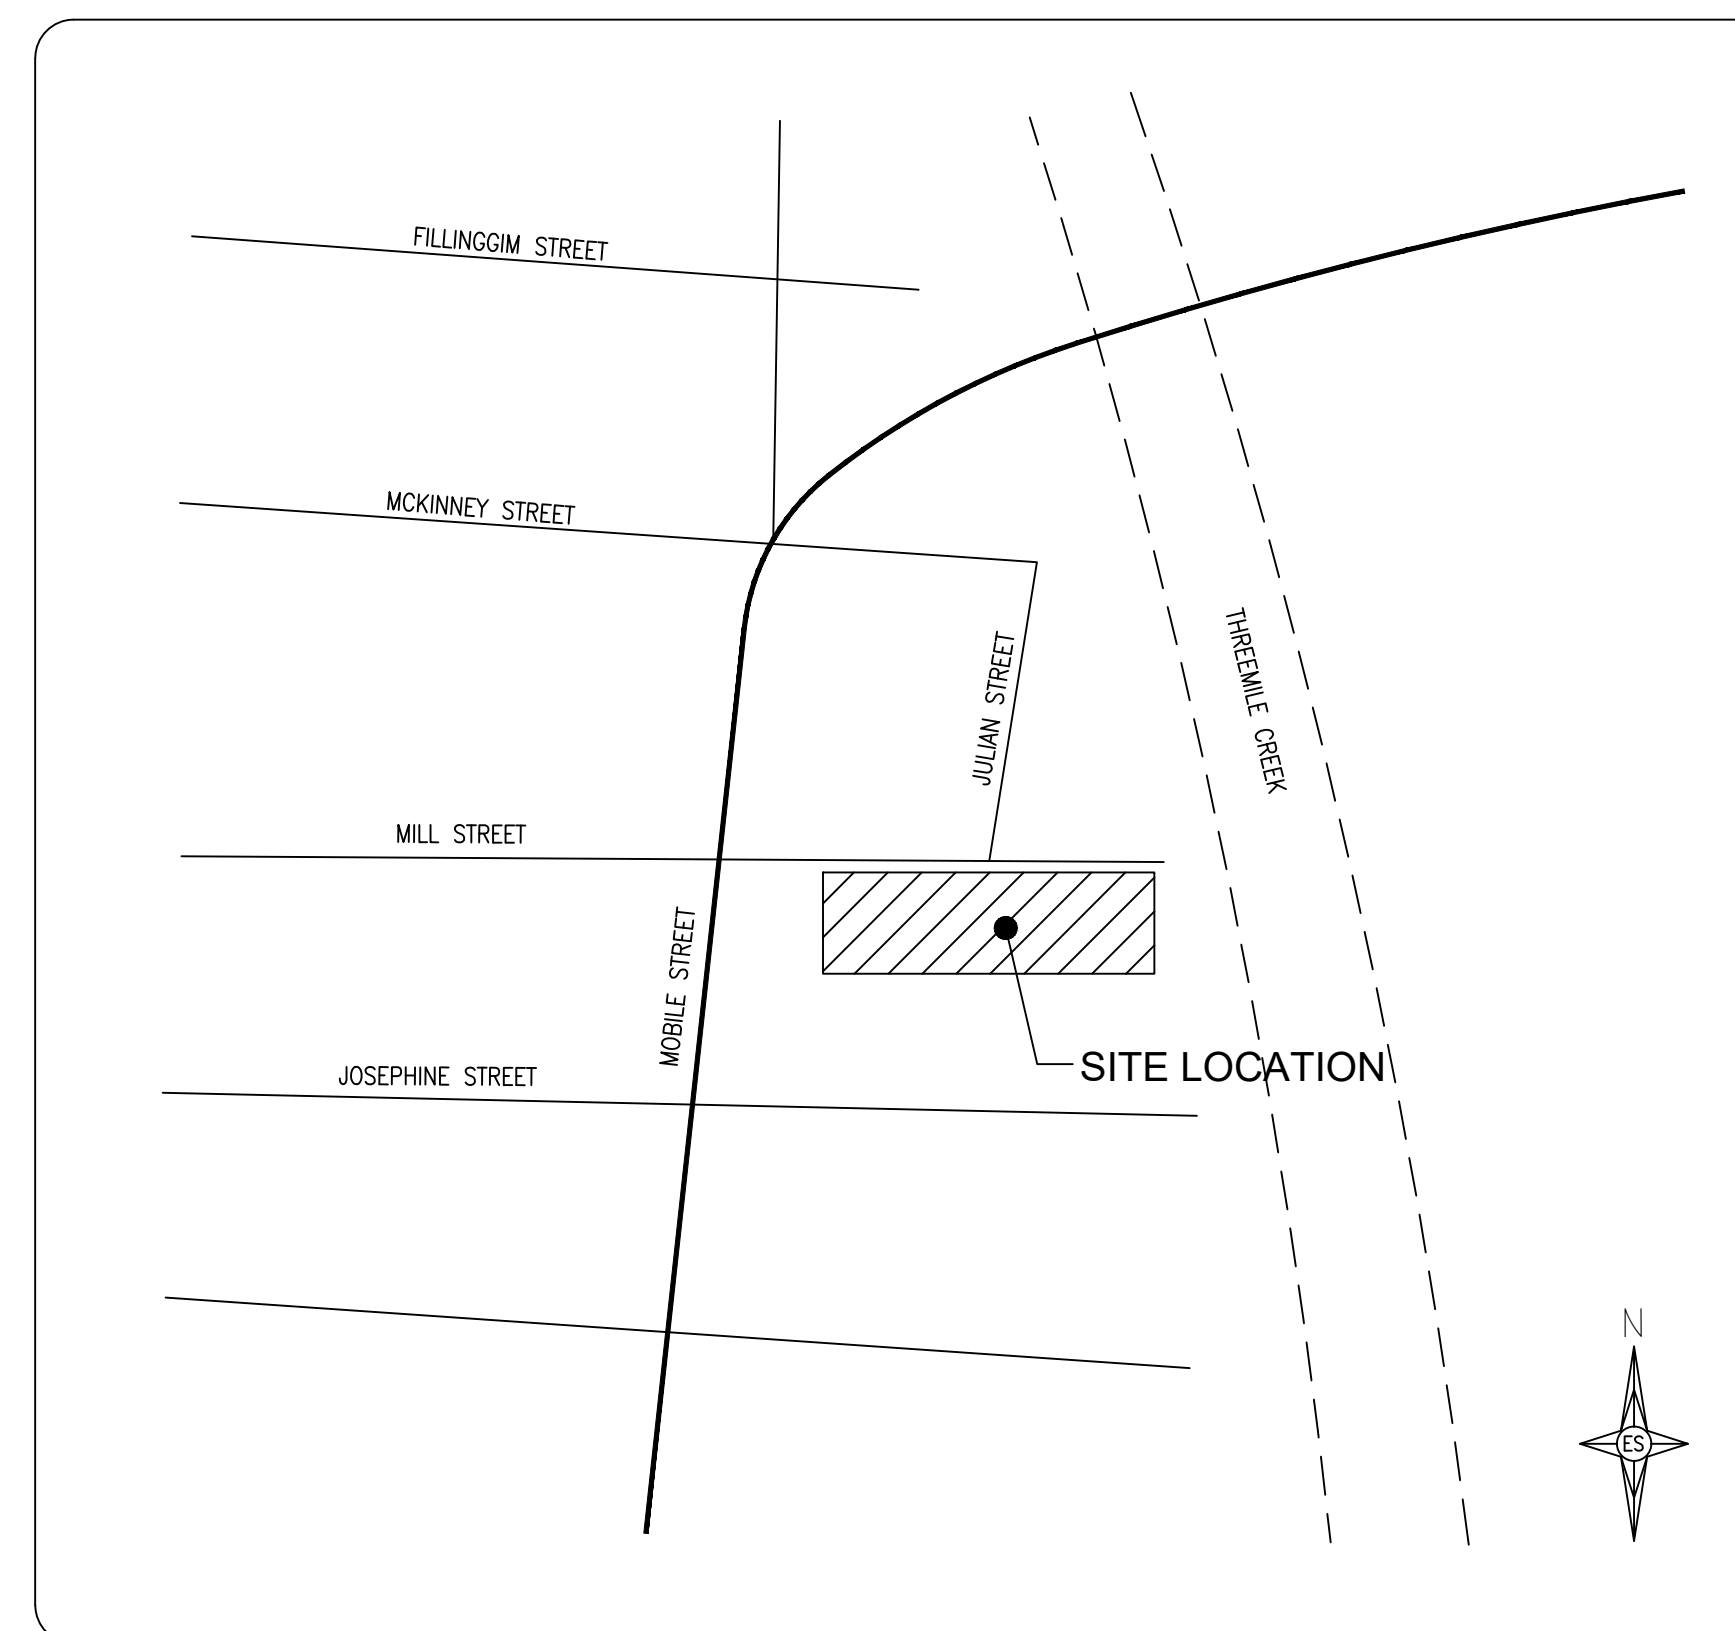 FILLINGGIM STREET
MCKINNEY STREET
JULIAN STREET
THREEMILE CREEK
MILL STREET
MOBILE STREET
SITE LOCATION
JOSEPHINE STREET
N
ES